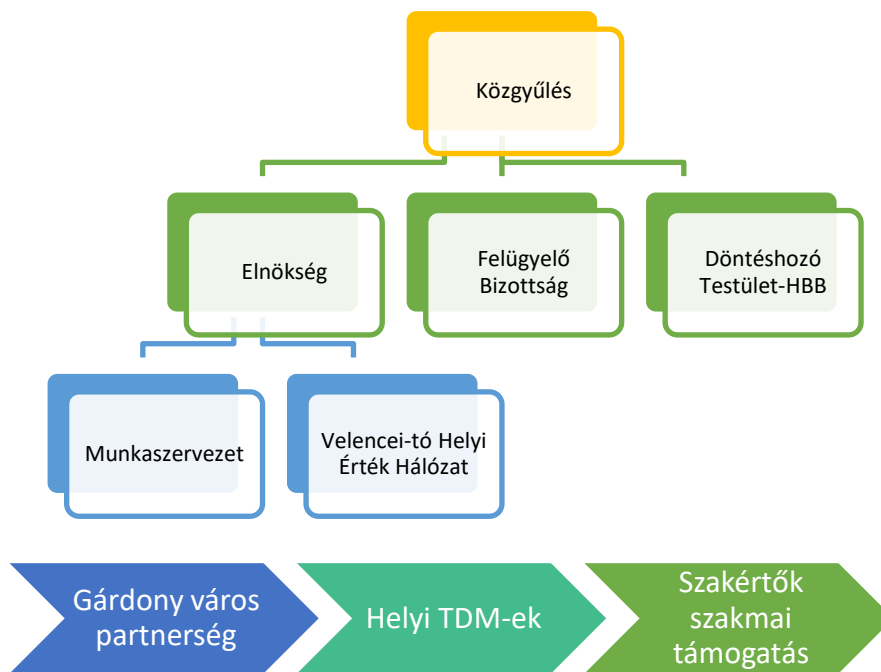 Közgyűlés
Elnökség
Felügyelő
Bizottság
Döntéshozó
Testület-HBB
Munkaszervezet
Velencei-tó Helyi
Érték Hálózat
Gárdony város
partnerség
Helyi TDM-ek
Szakértők
szakmai
támogatás